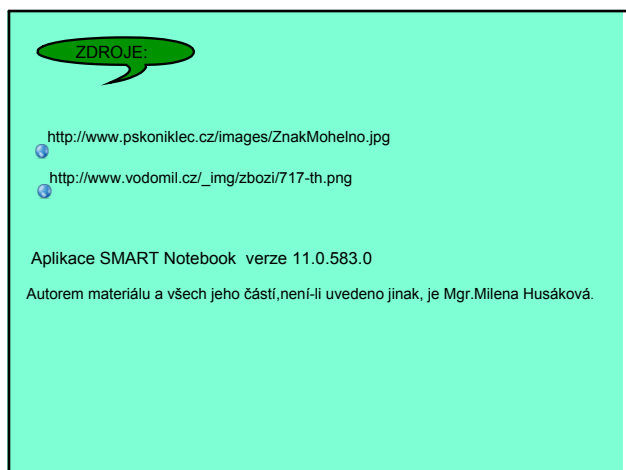 ZDROJE:
http://www.pskoniklec.cz/images/ZnakMohelno.jpg
http://www.vodomil.cz/_img/zbozi/717-th.png
Aplikace SMART Notebook verze 11.0.583.0
Autorem materiálu a všech jeho částí,není-li uvedeno jinak, je Mgr.Milena Husáková.